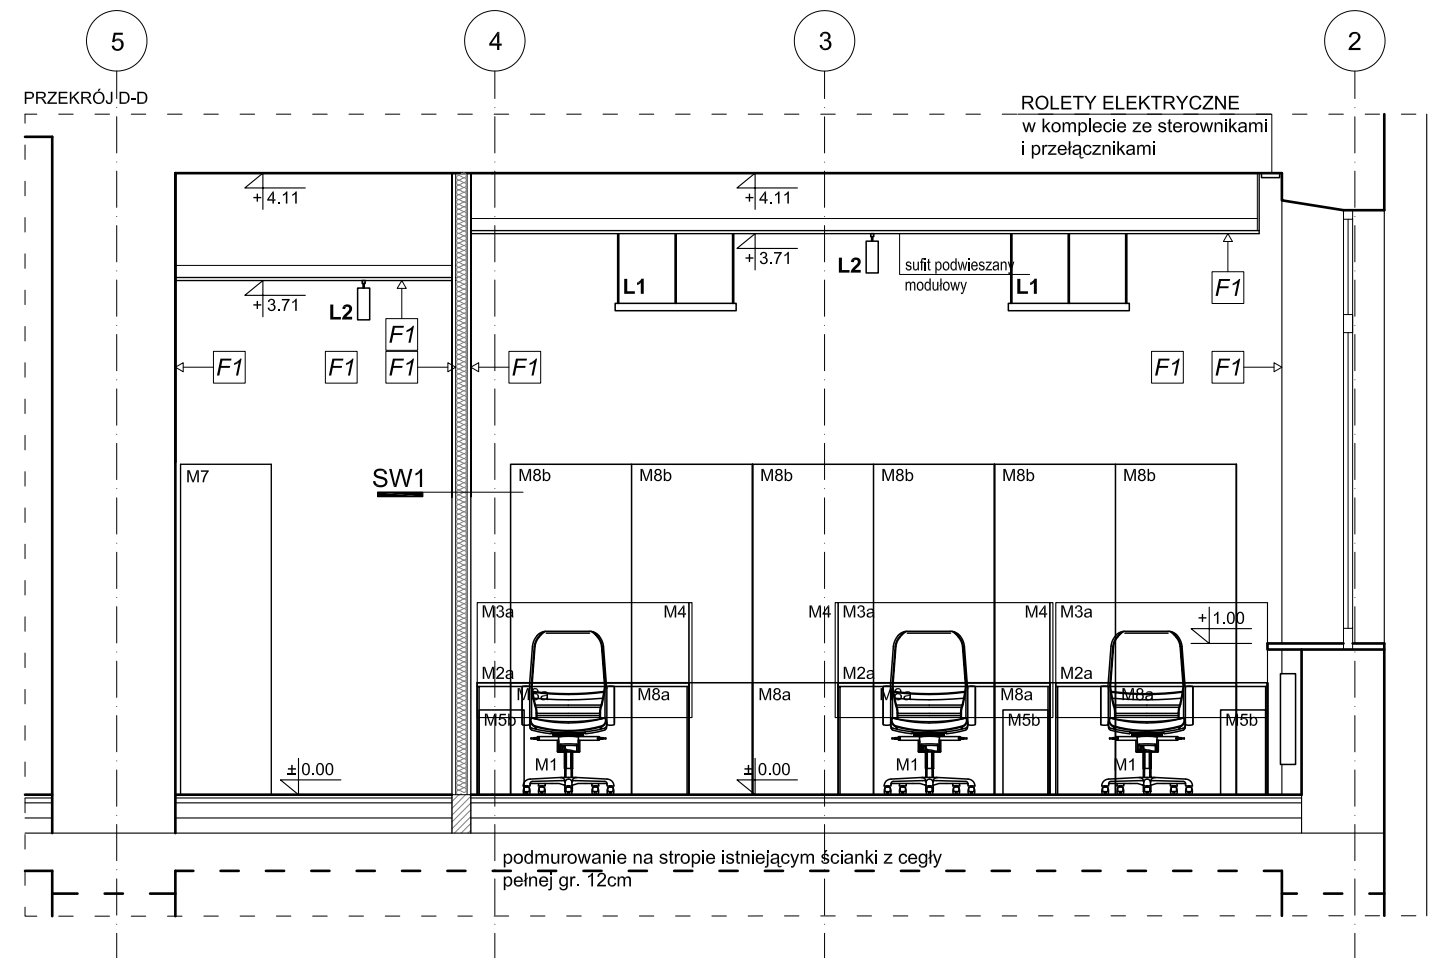 5
4
3
2
PRZEKRÓJ D-D
ROLETY ELEKTRYCZNE
w komplecie ze sterownikami
i przełącznikami
+ 4.11
+ 4.11
+ 3.71
L2
sufit podwieszany
modułowy
L1
L1
F1
+ 3.71
L2
F1
F1
F1
F1
F1
F1
F1
M7
SW1
M8b
M8b
M8b
M8b
M8b
M8b
M3a
M4
M4
M3a
M4
M3a
+ 1.00
M2a
M2a
M2a
M8a
M8a
M8a
M8a
M8a
M8a
M5b
M5b
M5b
± 0.00
M1
± 0.00
M1
M1
podmurowanie na stropie istniejącym ścianki z cegły
pełnej gr. 12cm